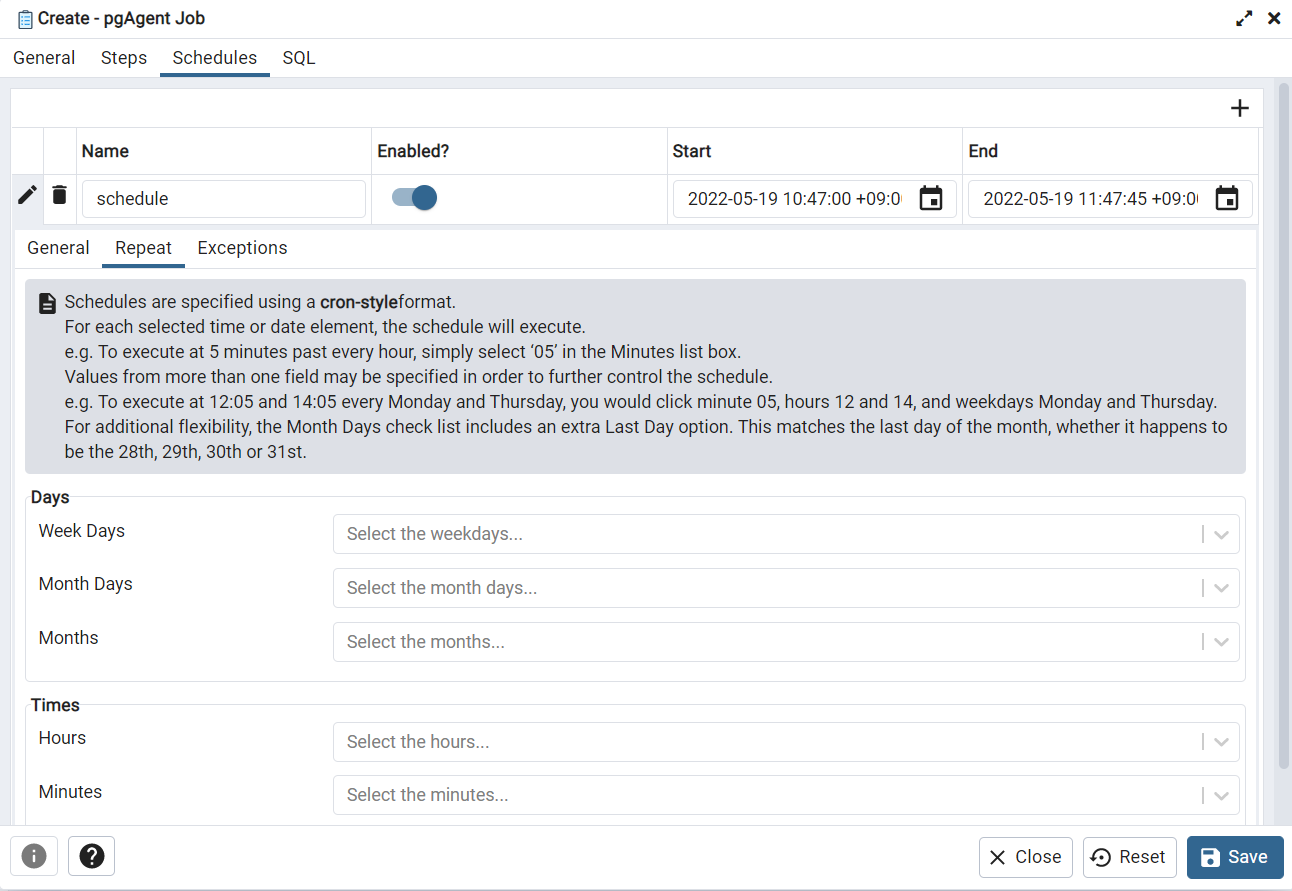 Create - pgAgent Job
General Steps Schedules SQL
Name Enabled? Start End
schedule 2022-05-19 10:47:00 +09:0 2022-05-19 11:47:45 +09:0
General Repeat Exceptions
Schedules are specified using a cron-styleformat.
For each selected time or date element, the schedule will execute.
e.g. To execute at 5 minutes past every hour, simply select ‘05’ in the Minutes list box.
Values from more than one field may be specified in order to further control the schedule.
e.g. To execute at 12:05 and 14:05 every Monday and Thursday, you would click minute 05, hours 12 and 14, and weekdays Monday and Thursday.
For additional flexibility, the Month Days check list includes an extra Last Day option. This matches the last day of the month, whether it happens to
be the 28th, 29th, 30th or 31st.
Days
Week Days Select the weekdays...
Month Days Select the month days...
Months Select the months...
Times
Hours Select the hours...
Minutes Select the minutes...
Close Reset Save